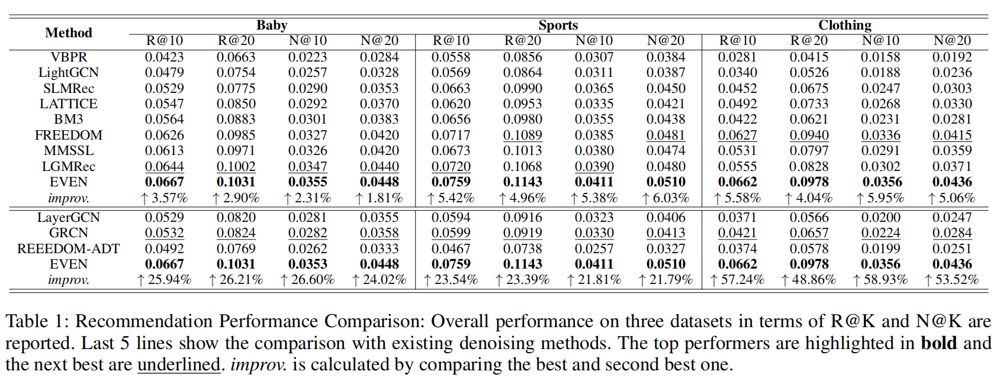 Method Baby Sports Clothing
R@10 R@20 N@10 N@20 R@10 R@20 N@10 N@20 R@10 R@20 N@10 N@20
VBPR 0.0423 0.0663 0.0223 0.0284 0.0558 0.0856 0.0307 0.0384 0.0281 0.0415 0.0158 0.0192
LightGCN 0.0479 0.0754 0.0257 0.0328 0.0569 0.0864 0.0311 0.0387 0.0340 0.0526 0.0188 0.0236
SLMRec 0.0529 0.0775 0.0290 0.0353 0.0663 0.0990 0.0365 0.0450 0.0452 0.0675 0.0247 0.0303
LATTICE 0.0547 0.0850 0.0292 0.0370 0.0620 0.0953 0.0335 0.0421 0.0492 0.0733 0.0268 0.0330
BM3 0.0564 0.0883 0.0301 0.0383 0.0656 0.0980 0.0355 0.0438 0.0422 0.0621 0.0231 0.0281
FREEDOM 0.0626 0.0985 0.0327 0.0420 0.0717 0.1089 0.0385 0.0481 0.0627 0.0940 0.0336 0.0415
MMSSL 0.0613 0.0971 0.0326 0.0420 0.0673 0.1013 0.0380 0.0474 0.0531 0.0797 0.0291 0.0359
LGMRec 0.0644 0.1002 0.0347 0.0440 0.0720 0.1068 0.0390 0.0480 0.0555 0.0828 0.0302 0.0371
EVEN 0.0667 0.1031 0.0355 0.0448 0.0759 0.1143 0.0411 0.0510 0.0662 0.0978 0.0356 0.0436
improv. ↑ 3.57% ↑ 2.90% ↑ 2.31% ↑ 1.81% ↑ 5.42% ↑ 4.96% ↑ 5.38% ↑ 6.03% ↑ 5.58% ↑ 4.04% ↑ 5.95% ↑ 5.06%
LayerGCN 0.0529 0.0820 0.0281 0.0355 0.0594 0.0916 0.0323 0.0406 0.0371 0.0566 0.0200 0.0247
GRCN 0.0532 0.0824 0.0282 0.0358 0.0599 0.0919 0.0330 0.0413 0.0421 0.0657 0.0224 0.0284
REEEDOM-ADT 0.0492 0.0769 0.0262 0.0333 0.0467 0.0738 0.0257 0.0327 0.0374 0.0578 0.0199 0.0251
EVEN 0.0667 0.1031 0.0353 0.0448 0.0759 0.1143 0.0411 0.0510 0.0662 0.0978 0.0356 0.0436
improv. ↑ 25.94% ↑ 26.21% ↑ 26.60% ↑ 24.02% ↑ 23.54% ↑ 23.39% ↑ 21.81% ↑ 21.79% ↑ 57.24% ↑ 48.86% ↑ 58.93% ↑ 53.52%
Table 1: Recommendation Performance Comparison: Overall performance on three datasets in terms of R@K and N@K are
reported. Last 5 lines show the comparison with existing denoising methods. The top performers are highlighted in bold and
the next best are underlined. improv. is calculated by comparing the best and second best one.